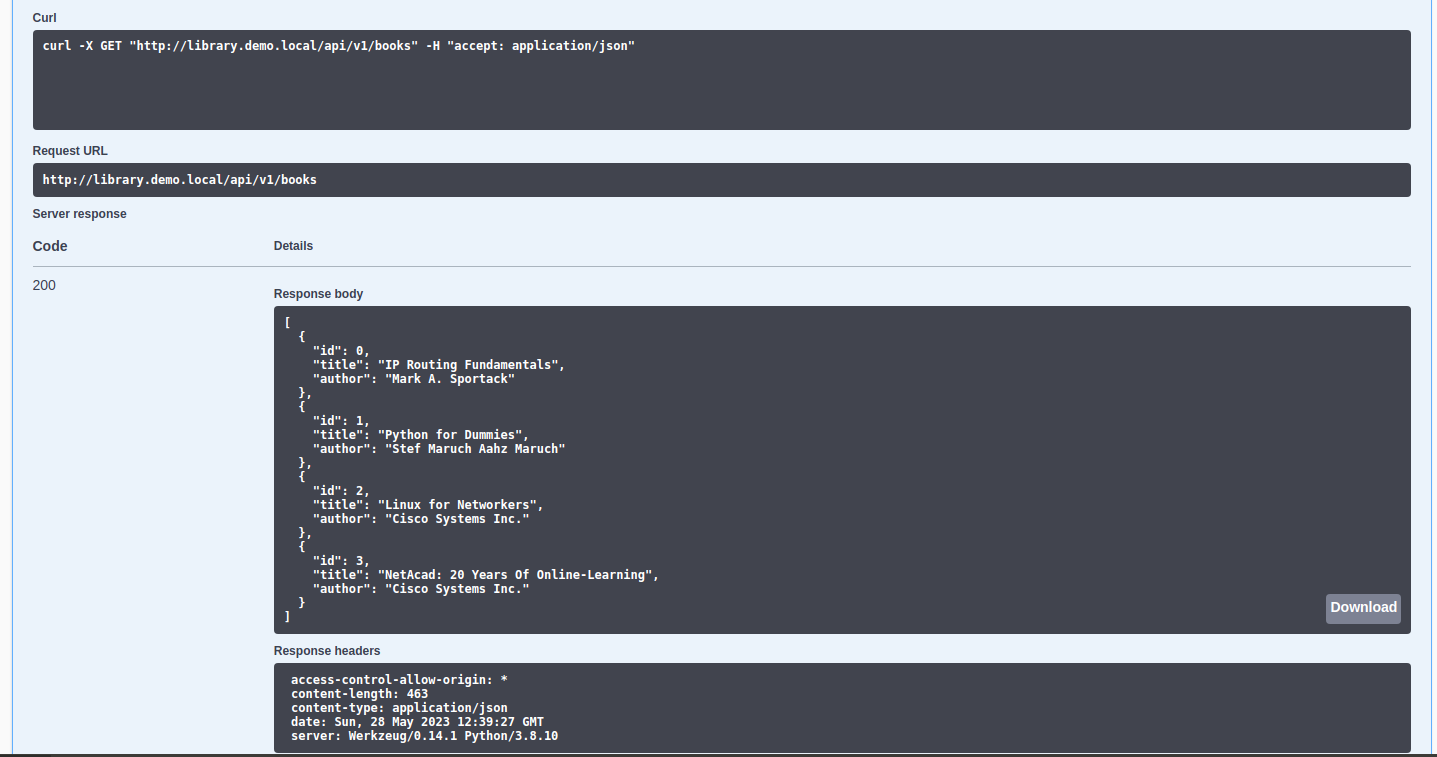 Curl
curl -X GET "http://library.demo.local/api/v1/books" -H "accept: application/json"
Request URL
http://library.demo.local/api/v1/books
Server response
Code Details
200
Response body
[
  {
    "id": 0,
    "title": "IP Routing Fundamentals",
    "author": "Mark A. Sportack"
  },
  {
    "id": 1,
    "title": "Python for Dummies",
    "author": "Stef Maruch Aahz Maruch"
  },
  {
    "id": 2,
    "title": "Linux for Networkers",
    "author": "Cisco Systems Inc."
  },
  {
    "id": 3,
    "title": "NetAcad: 20 Years Of Online-Learning",
    "author": "Cisco Systems Inc."
  }
]
Download
Response headers
access-control-allow-origin: *
content-length: 463
content-type: application/json
date: Sun, 28 May 2023 12:39:27 GMT
server: Werkzeug/0.14.1 Python/3.8.10